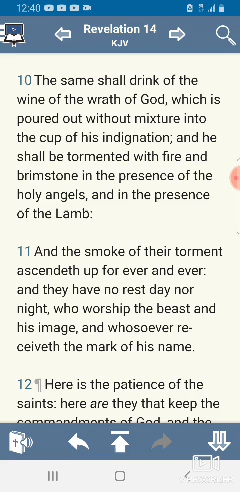 12:40
Revelation 14
KJV
10 The same shall drink of the
wine of the wrath of God, which is
poured out without mixture into
the cup of his indignation; and he
shall be tormented with fire and
brimstone in the presence of the
holy angels, and in the presence
of the Lamb:
11 And the smoke of their torment
ascendeth up for ever and ever:
and they have no rest day nor
night, who worship the beast and
his image, and whosoever re-
ceiveth the mark of his name.
12 ¶ Here is the patience of the
saints: here are they that keep the
commandments of God, and the